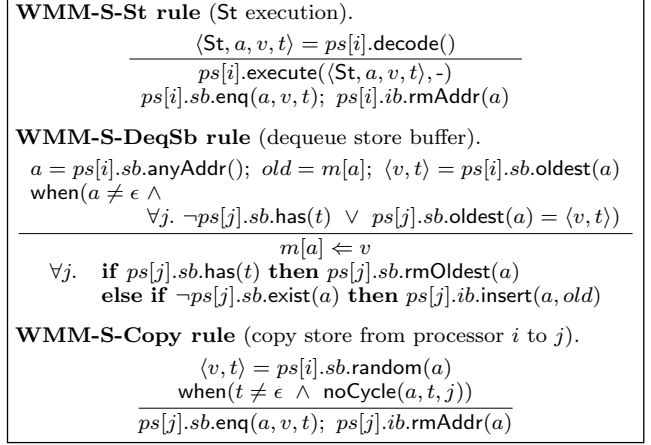 WMM-S-St rule (St execution).
⟨St, a, v, t⟩ = ps[i].decode()
ps[i].execute(⟨St, a, v, t⟩, -)
ps[i].sb.enq(a, v, t); ps[i].ib.rmAddr(a)
WMM-S-DeqSb rule (dequeue store buffer).
a = ps[i].sb.anyAddr(); old = m[a]; ⟨v, t⟩ = ps[i].sb.oldest(a)
when(a ≠ ϵ ∧
∀j. ¬ps[j].sb.has(t) ∨ ps[j].sb.oldest(a) = ⟨v, t⟩)
m[a] ⇐ v
∀j. if ps[j].sb.has(t) then ps[j].sb.rmOldest(a)
else if ¬ps[j].sb.exist(a) then ps[j].ib.insert(a, old)
WMM-S-Copy rule (copy store from processor i to j).
⟨v, t⟩ = ps[i].sb.random(a)
when(t ≠ ϵ ∧ noCycle(a, t, j))
ps[j].sb.enq(a, v, t); ps[j].ib.rmAddr(a)